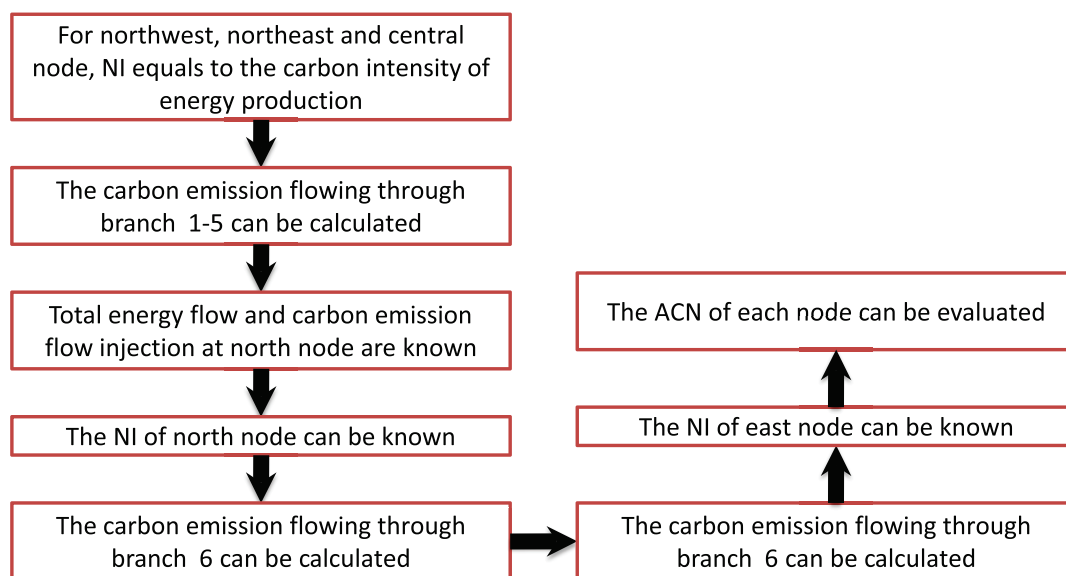 For northwest, northeast and central
node, NI equals to the carbon intensity of
energy production
The carbon emission flowing through
branch  1-5 can be calculated
Total energy flow and carbon emission
flow injection at north node are known
The NI of north node can be known
The carbon emission flowing through
branch  6 can be calculated
The carbon emission flowing through
branch  6 can be calculated
The NI of east node can be known
The ACN of each node can be evaluated